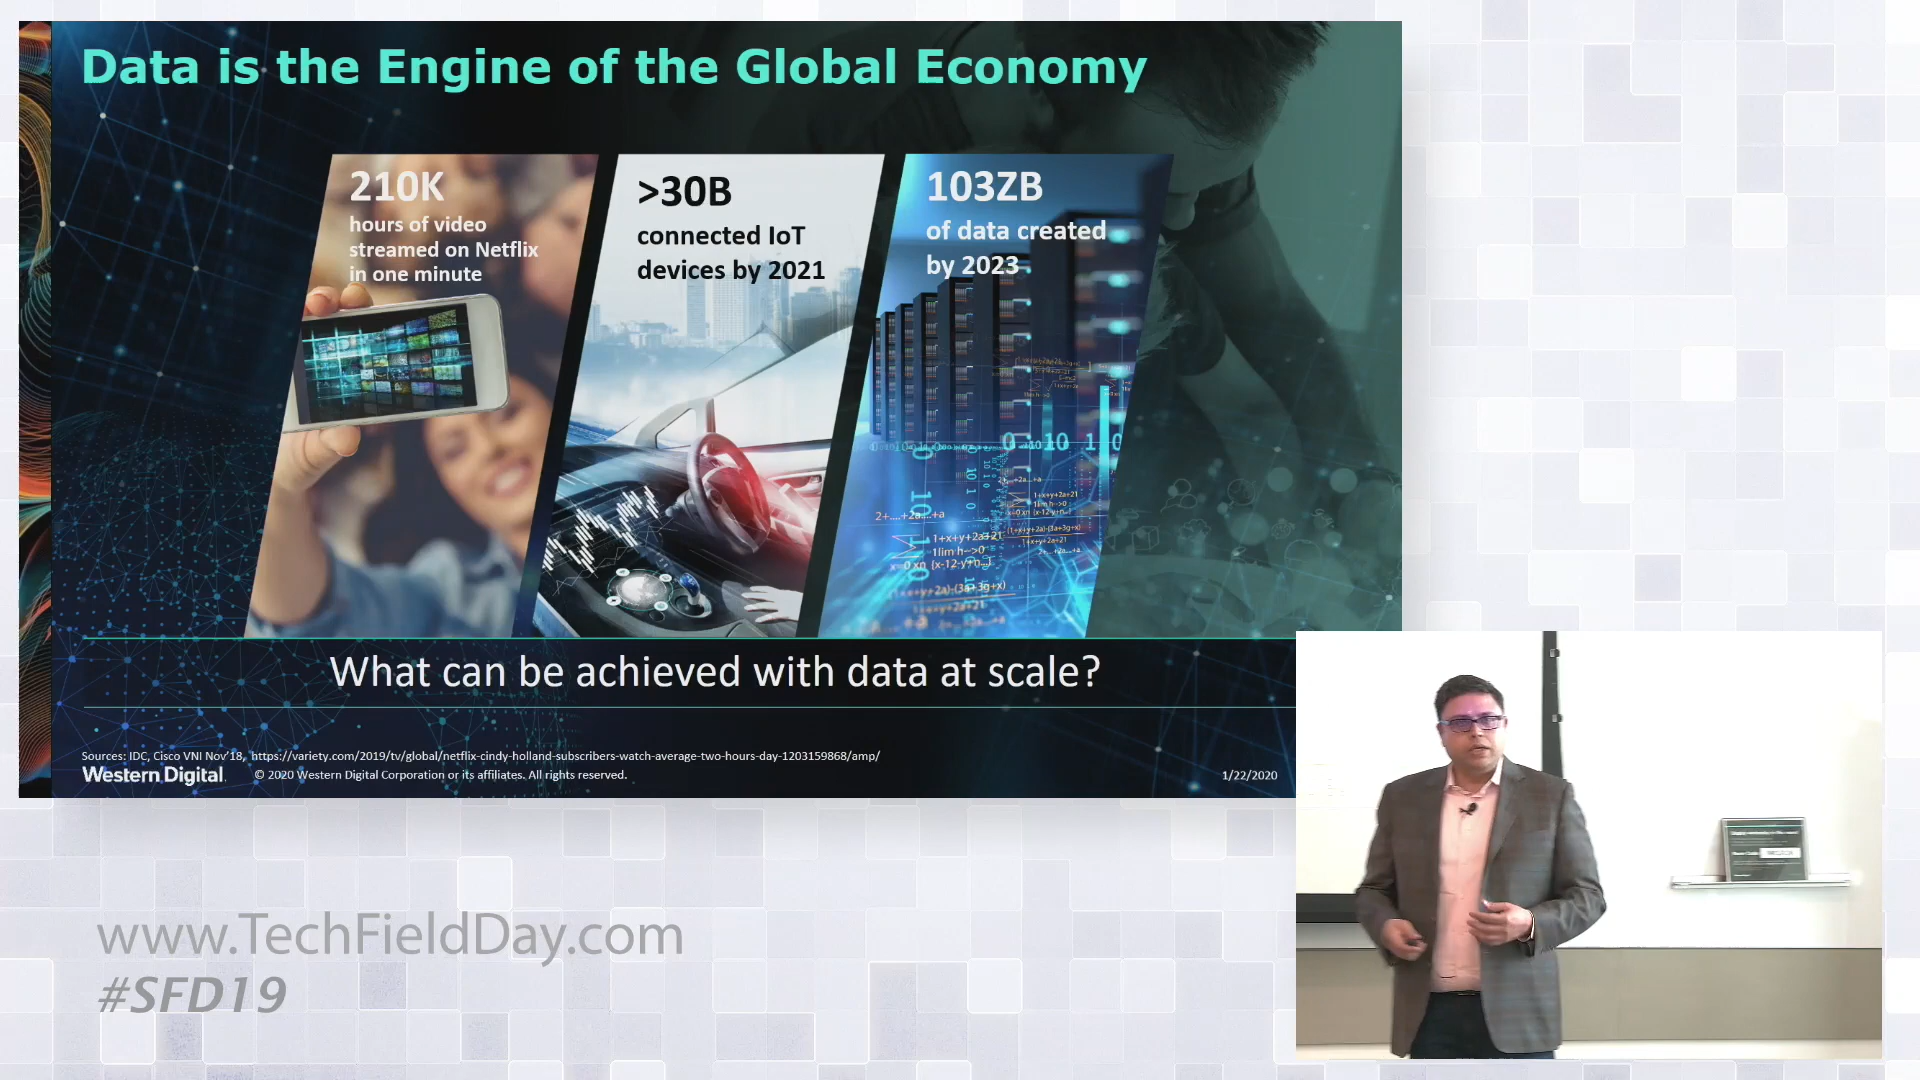 Data is the Engine of the Global Economy
210K
hours of video
streamed on Netflix
in one minute
>30B
connected IoT
devices by 2021
103ZB
of data created
by 2023
What can be achieved with data at scale?
Sources: IDC, Cisco VNI Nov'18, https://variety.com/2019/tv/global/netflix-cindy-holland-subscribers-watch-average-two-hours-day-1203159868/amp/
Western Digital
© 2020 Western Digital Corporation or its affiliates. All rights reserved.
1/22/2020
www.TechFieldDay.com
#SFD19